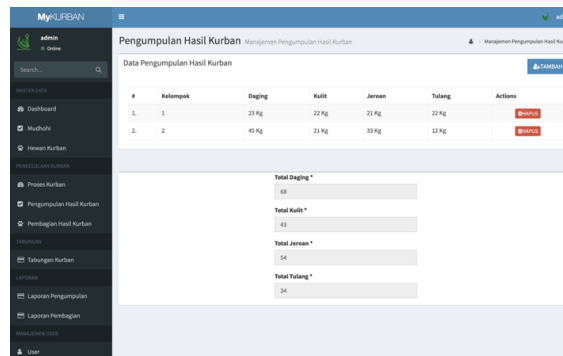 MyKURBAN
ad
admin
Online
Search...
MASTER DATA
Dashboard
Mudhohi
Hewan Kurban
PENGELOLAAN KURBAN
Proses Kurban
Pengumpulan Hasil Kurban
Pembagian Hasil Kurban
TABUNGAN
Tabungan Kurban
LAPORAN
Laporan Pengumpulan
Laporan Pembagian
MANAJEMEN USER
User
Pengumpulan Hasil Kurban Manajemen Pengumpulan Hasil Kurban
Manajemen Pengumpulan Hasil Ku
Data Pengumpulan Hasil Kurban
TAMBAH
# Kelompok Daging Kulit Jeroan Tulang Actions
1. 1 23 Kg 22 Kg 21 Kg 22 Kg HAPUS
2. 2 45 Kg 21 Kg 33 Kg 12 Kg HAPUS
Total Daging *
68
Total Kulit *
43
Total Jeroan *
54
Total Tulang *
34